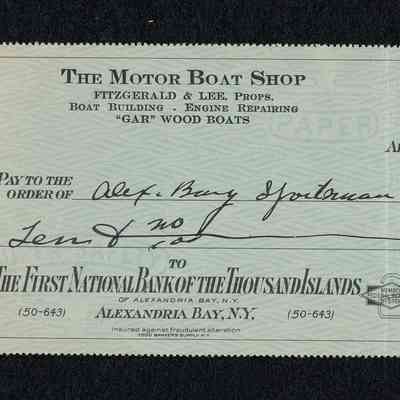 THE MOTOR BOAT SHOP
FITZGERALD & LEE, PROPS.
BOAT BUILDING - ENGINE REPAIRING
"GAR" WOOD BOATS
PAY TO THE
ORDER OF Alex. Bay Sportsman
Ten & no/100
TO
THE FIRST NATIONAL BANK OF THE THOUSAND ISLANDS
OF ALEXANDRIA BAY, N.Y.
(50-643) ALEXANDRIA BAY, N.Y. (50-643)
Insured against fraudulent alteration